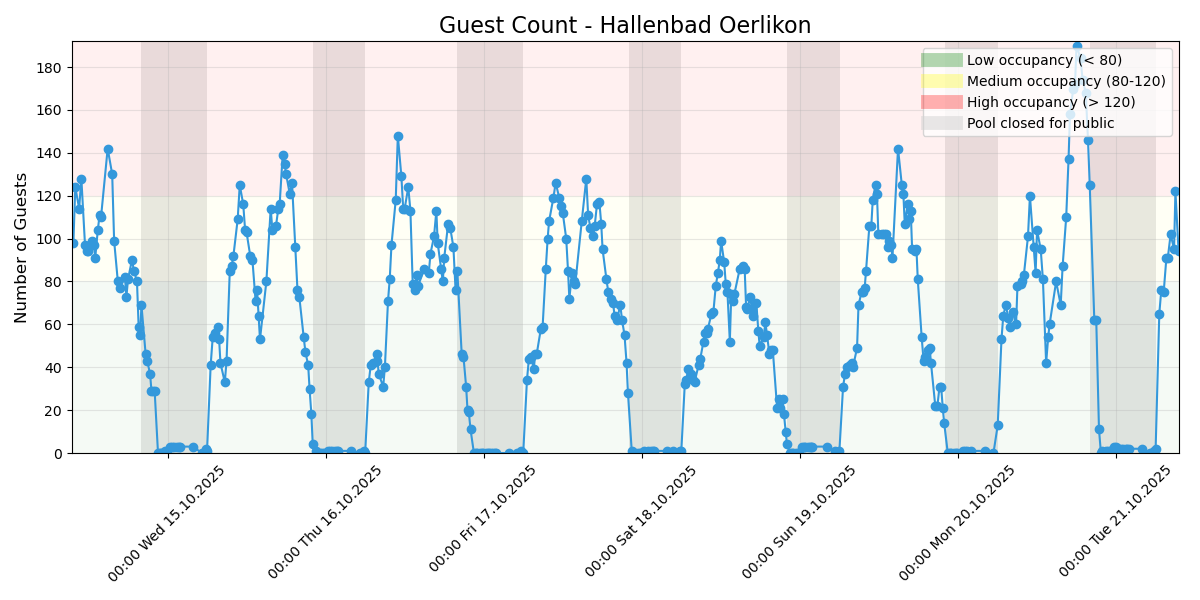 Guest Count - Hallenbad Oerlikon
Number of Guests
180
160
140
120
100
80
60
40
20
0
Low occupancy (< 80)
Medium occupancy (80-120)
High occupancy (> 120)
Pool closed for public
00:00 Wed 15.10.2025
00:00 Thu 16.10.2025
00:00 Fri 17.10.2025
00:00 Sat 18.10.2025
00:00 Sun 19.10.2025
00:00 Mon 20.10.2025
00:00 Tue 21.10.2025